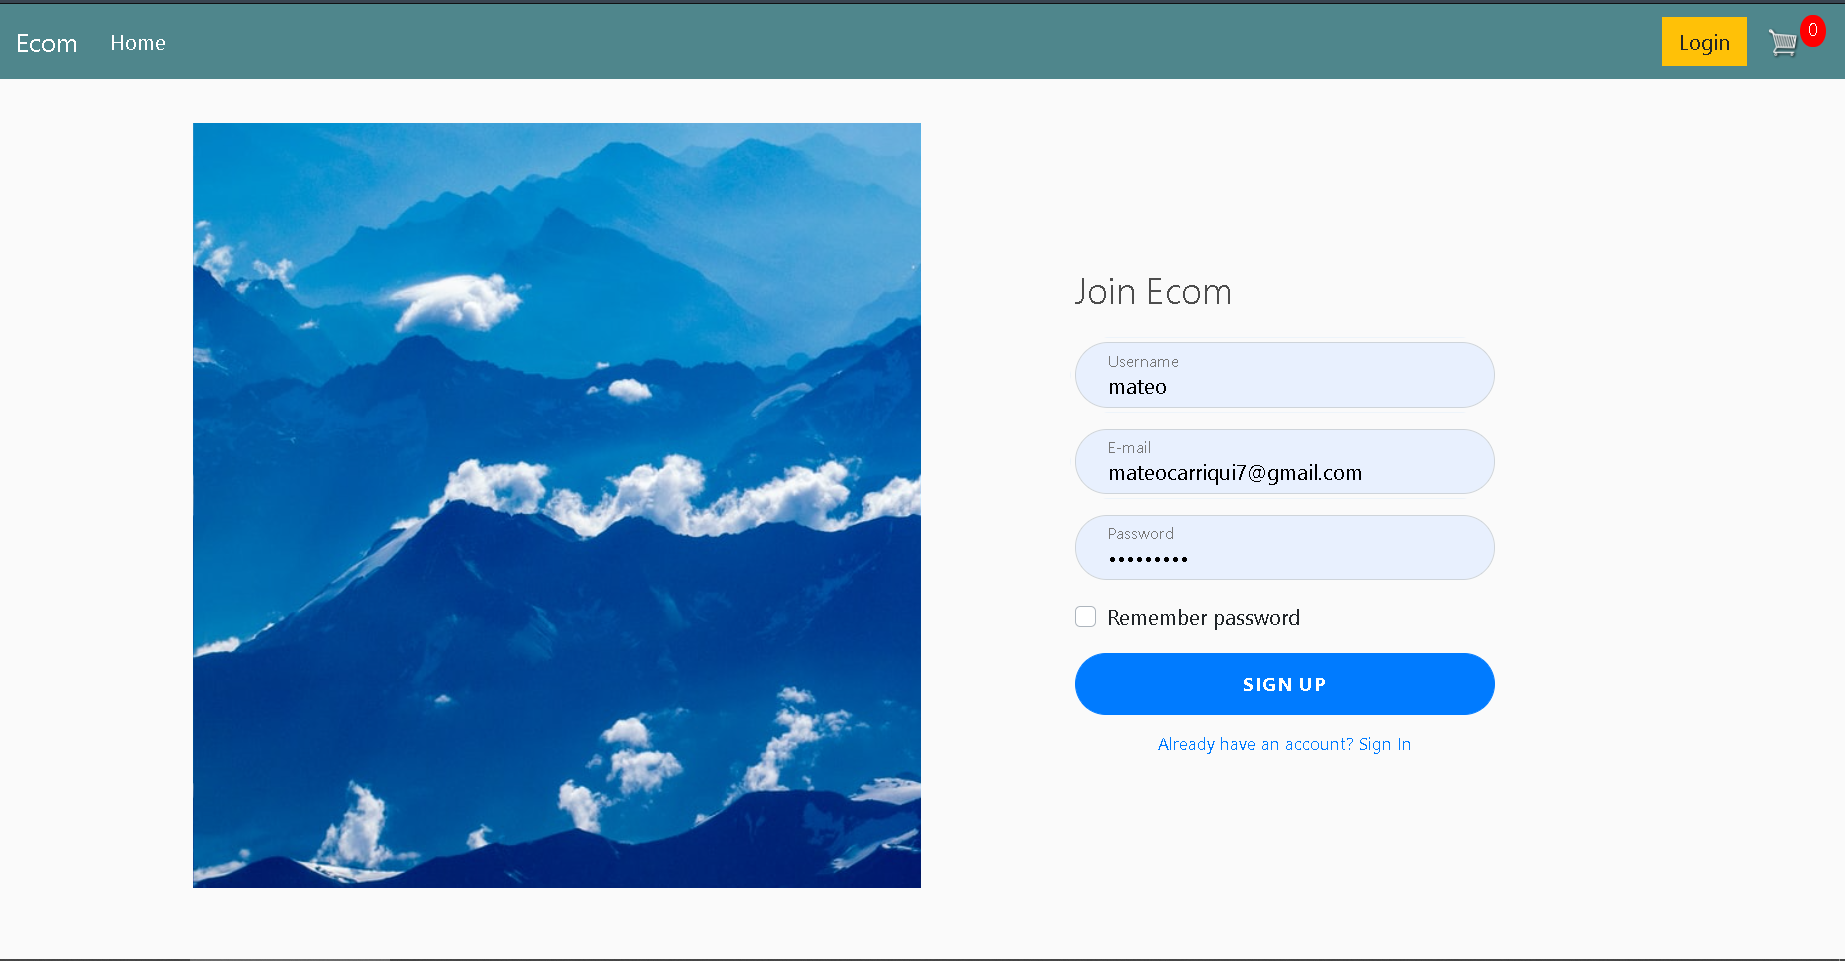 Ecom Home Login 0
Join Ecom
Username
mateo
E-mail
mateocarriqui7@gmail.com
Password
•••••••••
Remember password
SIGN UP
Already have an account? Sign In